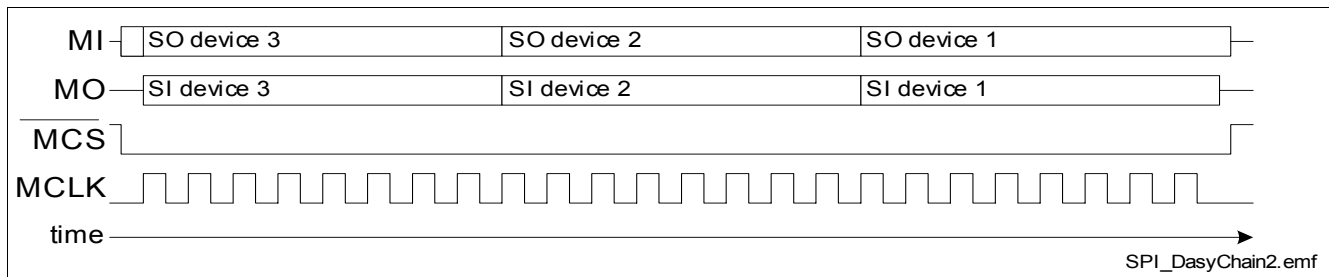 MI SO device 3 SO device 2 SO device 1
MO SI device 3 SI device 2 SI device 1
MCS
MCLK
time
SPI_DasyChain2.emf